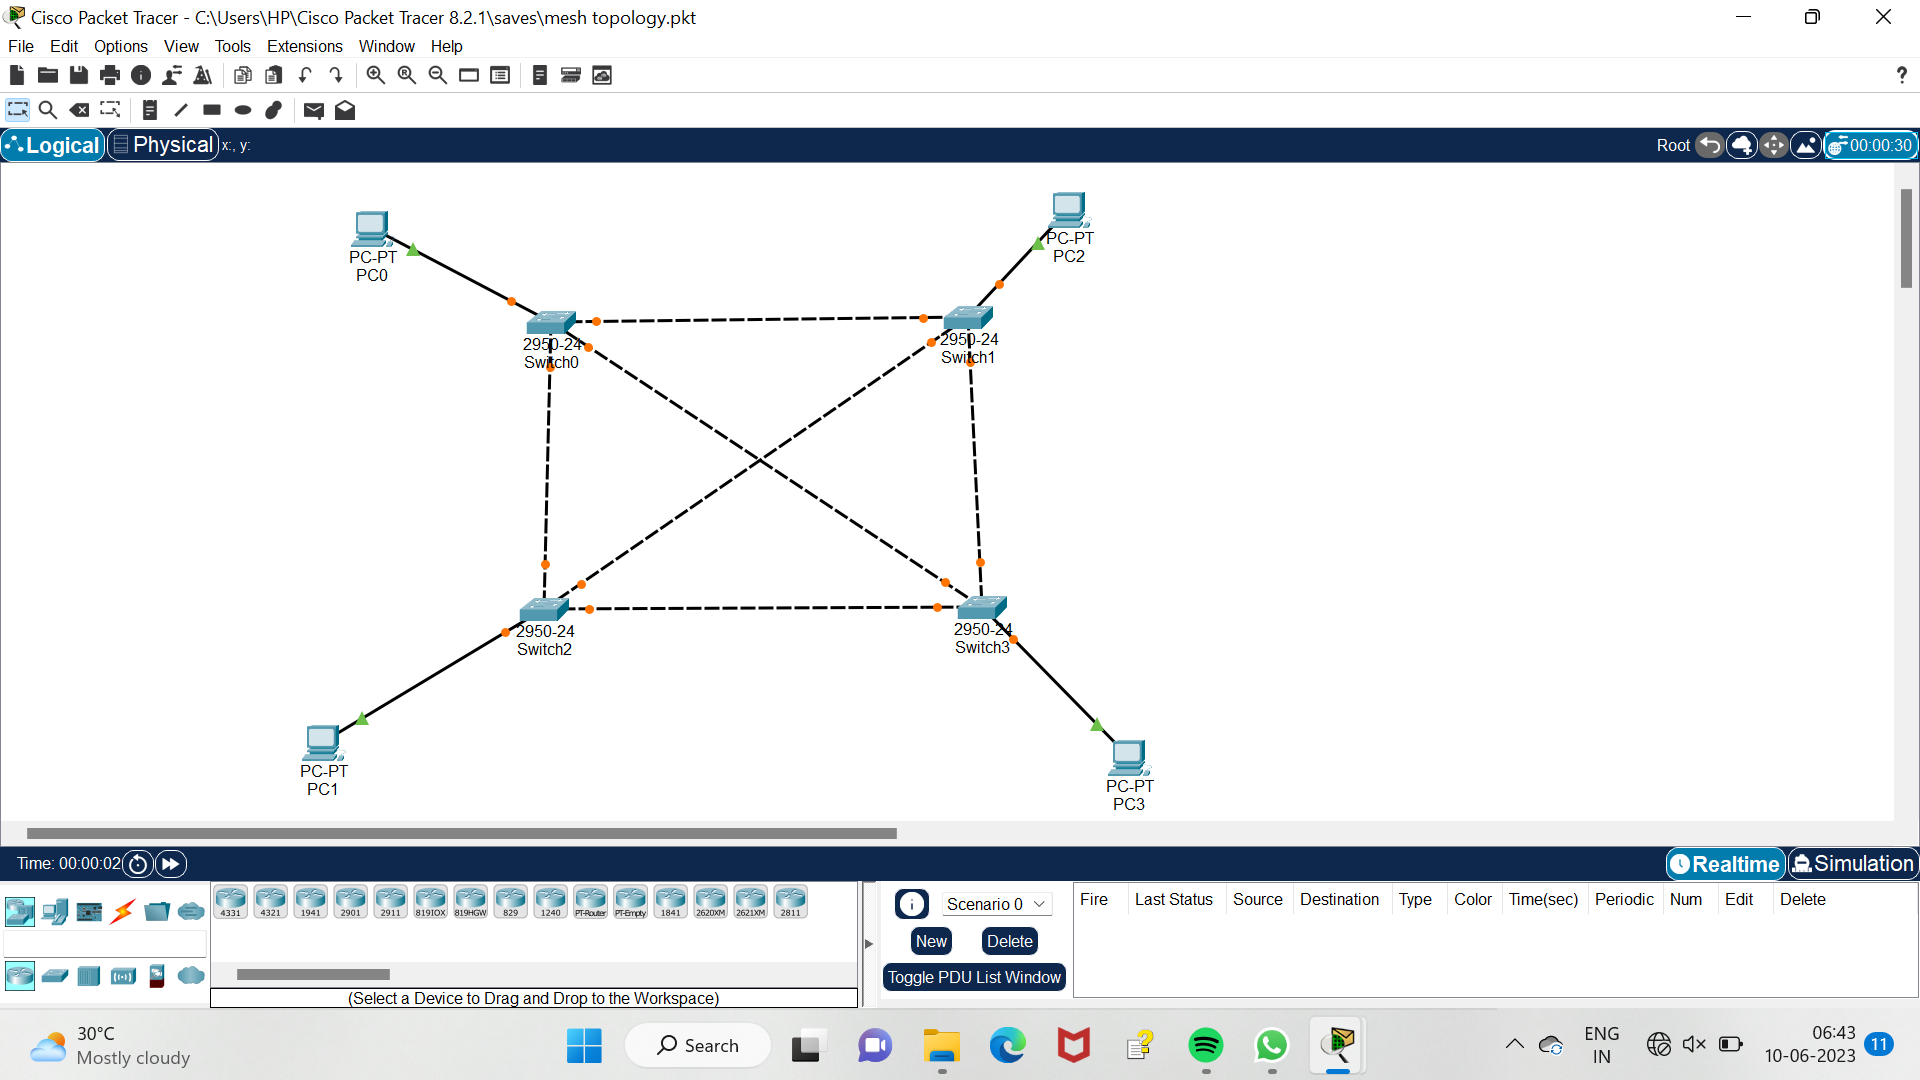 Cisco Packet Tracer - C:\Users\HP\Cisco Packet Tracer 8.2.1\saves\mesh topology.pkt
File Edit Options View Tools Extensions Window Help
?
Logical Physical x:, y: Root 00:00:30
PC-PT
PC0
PC-PT
PC2
2950-24
Switch0
2950-24
Switch1
2950-24
Switch2
2950-24
Switch3
PC-PT
PC1
PC-PT
PC3
Time: 00:00:02 Realtime Simulation
4331 4321 1941 2901 2911 819IOX 819HGW 829 1240 PT-Router PT-Empty 1841 2620XM 2621XM 2811
(Select a Device to Drag and Drop to the Workspace)
Scenario 0
New Delete
Toggle PDU List Window
Fire Last Status Source Destination Type Color Time(sec) Periodic Num Edit Delete
30°C
Mostly cloudy
Search
ENG
IN
06:43
10-06-2023
11